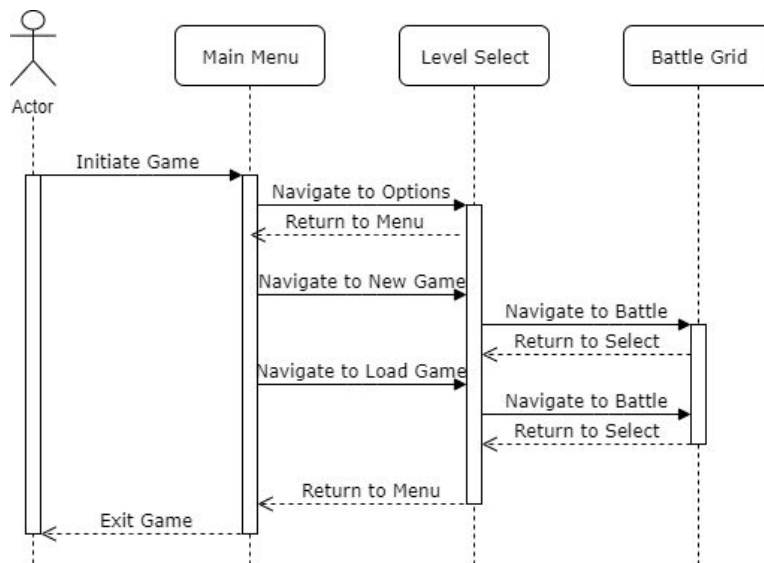 Actor
Main Menu
Level Select
Battle Grid
Initiate Game
Navigate to Options
Return to Menu
Navigate to New Game
Navigate to Battle
Return to Select
Navigate to Load Game
Navigate to Battle
Return to Select
Return to Menu
Exit Game